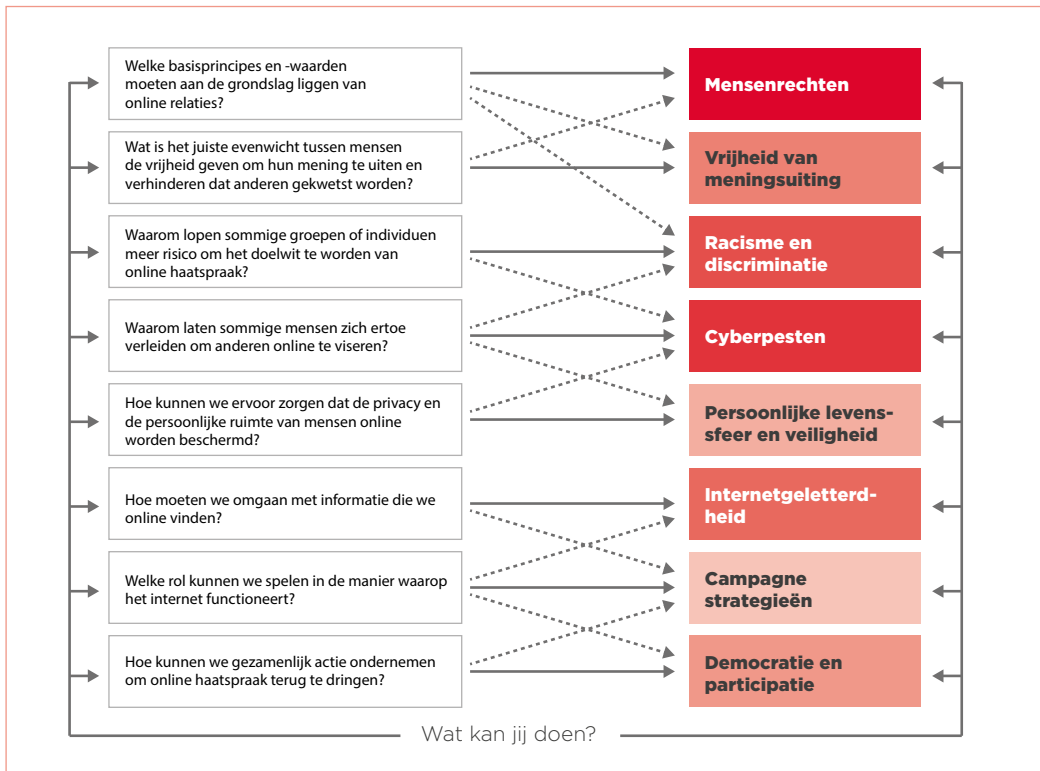 Welke basisprincipes en -waarden
moeten aan de grondslag liggen van
online relaties?
Mensenrechten
Wat is het juiste evenwicht tussen mensen
de vrijheid geven om hun mening te uiten en
verhinderen dat anderen gekwetst worden?
Vrijheid van
meningsuiting
Waarom lopen sommige groepen of individuen
meer risico om het doelwit te worden van
online haatspraak?
Racisme en
discriminatie
Waarom laten sommige mensen zich ertoe
verleiden om anderen online te viseren?
Cyberpesten
Hoe kunnen we ervoor zorgen dat de privacy en
de persoonlijke ruimte van mensen online
worden beschermd?
Persoonlijke levens-
sfeer en veiligheid
Hoe moeten we omgaan met informatie die we
online vinden?
Internetgeletterd-
heid
Welke rol kunnen we spelen in de manier waarop
het internet functioneert?
Campagne
strategieën
Hoe kunnen we gezamenlijk actie ondernemen
om online haatspraak terug te dringen?
Democratie en
participatie
Wat kan jij doen?